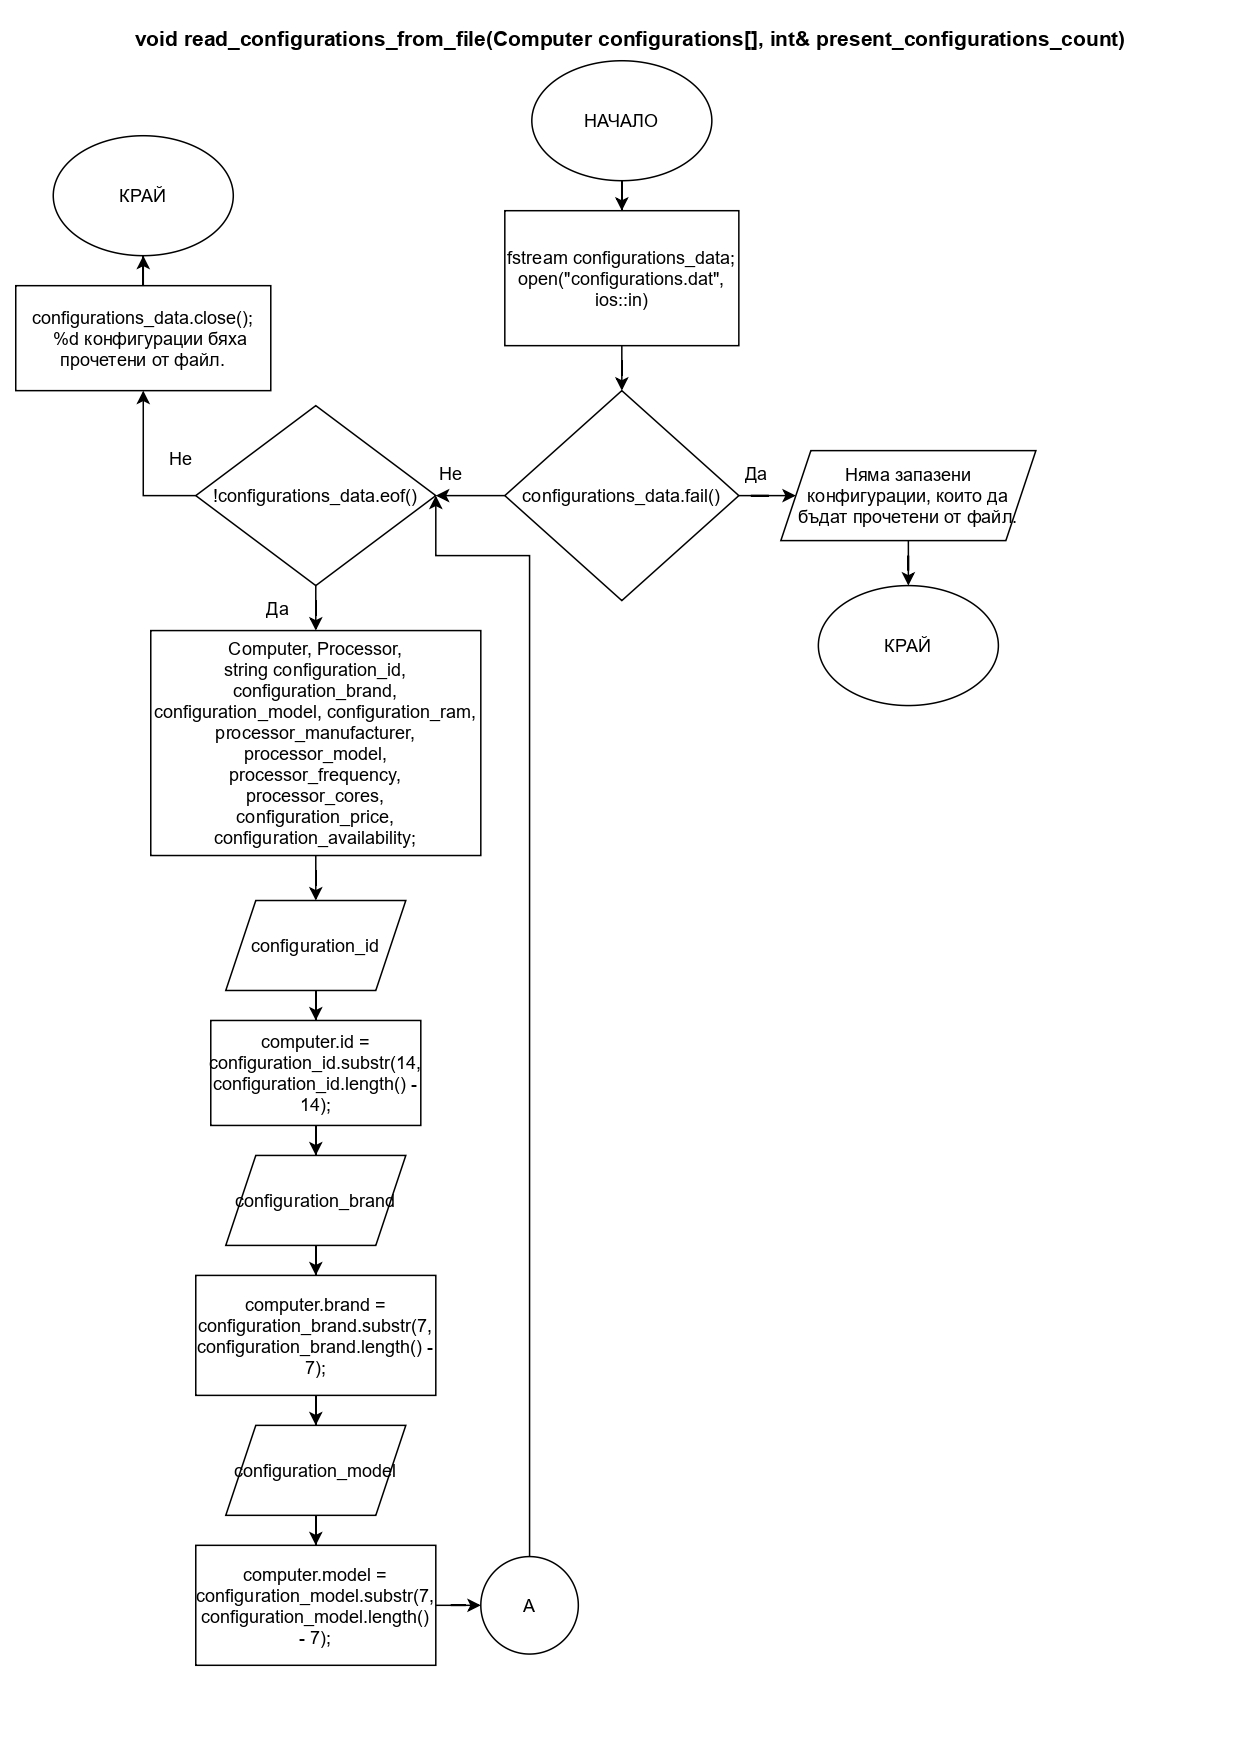 void read_configurations_from_file(Computer configurations[], int& present_configurations_count)
НАЧАЛО
fstream configurations_data;
open("configurations.dat",
ios::in)
configurations_data.fail()
Да
Няма запазени
конфигурации, които да
бъдат прочетени от файл.
КРАЙ
Не
!configurations_data.eof()
Не
configurations_data.close();
%d конфигурации бяха
прочетени от файл.
КРАЙ
Да
Computer, Processor,
string configuration_id,
configuration_brand,
configuration_model, configuration_ram,
processor_manufacturer,
processor_model,
processor_frequency,
processor_cores,
configuration_price,
configuration_availability;
configuration_id
computer.id =
configuration_id.substr(14,
configuration_id.length() -
14);
configuration_brand
computer.brand =
configuration_brand.substr(7,
configuration_brand.length() -
7);
configuration_model
computer.model =
configuration_model.substr(7,
configuration_model.length()
- 7);
A